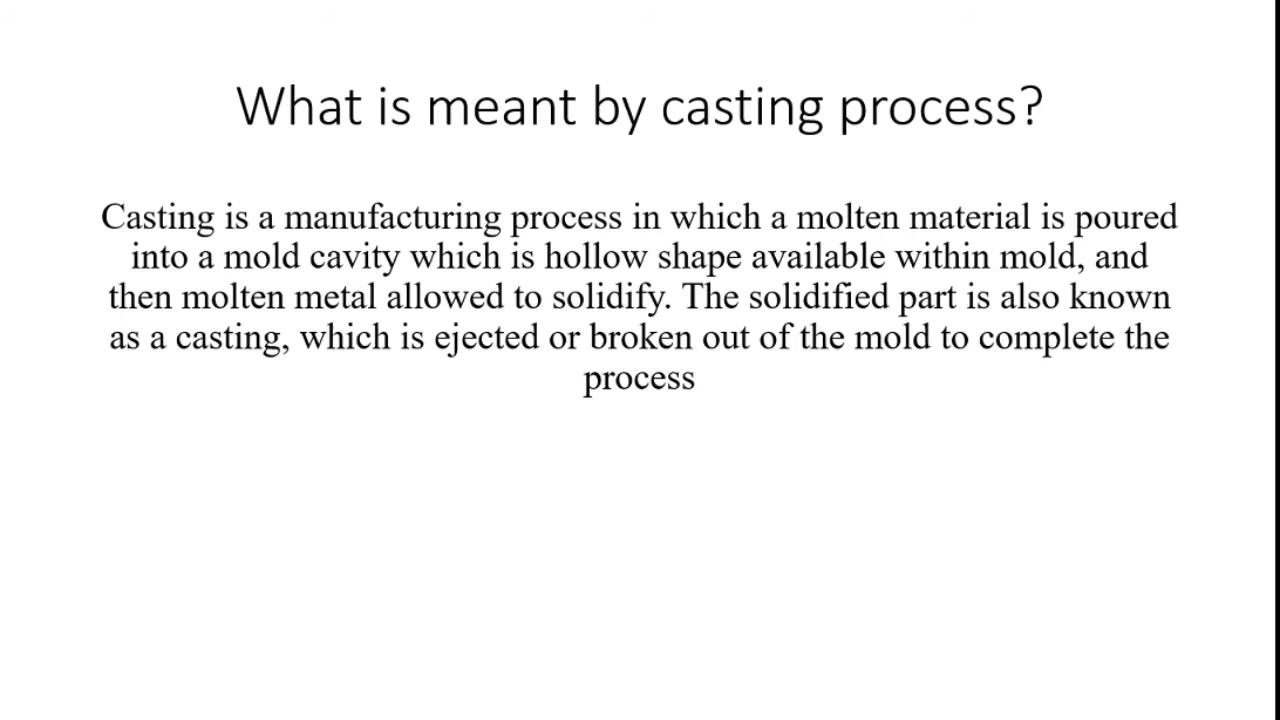 What is meant by casting process?
Casting is a manufacturing process in which a molten material is poured
into a mold cavity which is hollow shape available within mold, and
then molten metal allowed to solidify. The solidified part is also known
as a casting, which is ejected or broken out of the mold to complete the
process